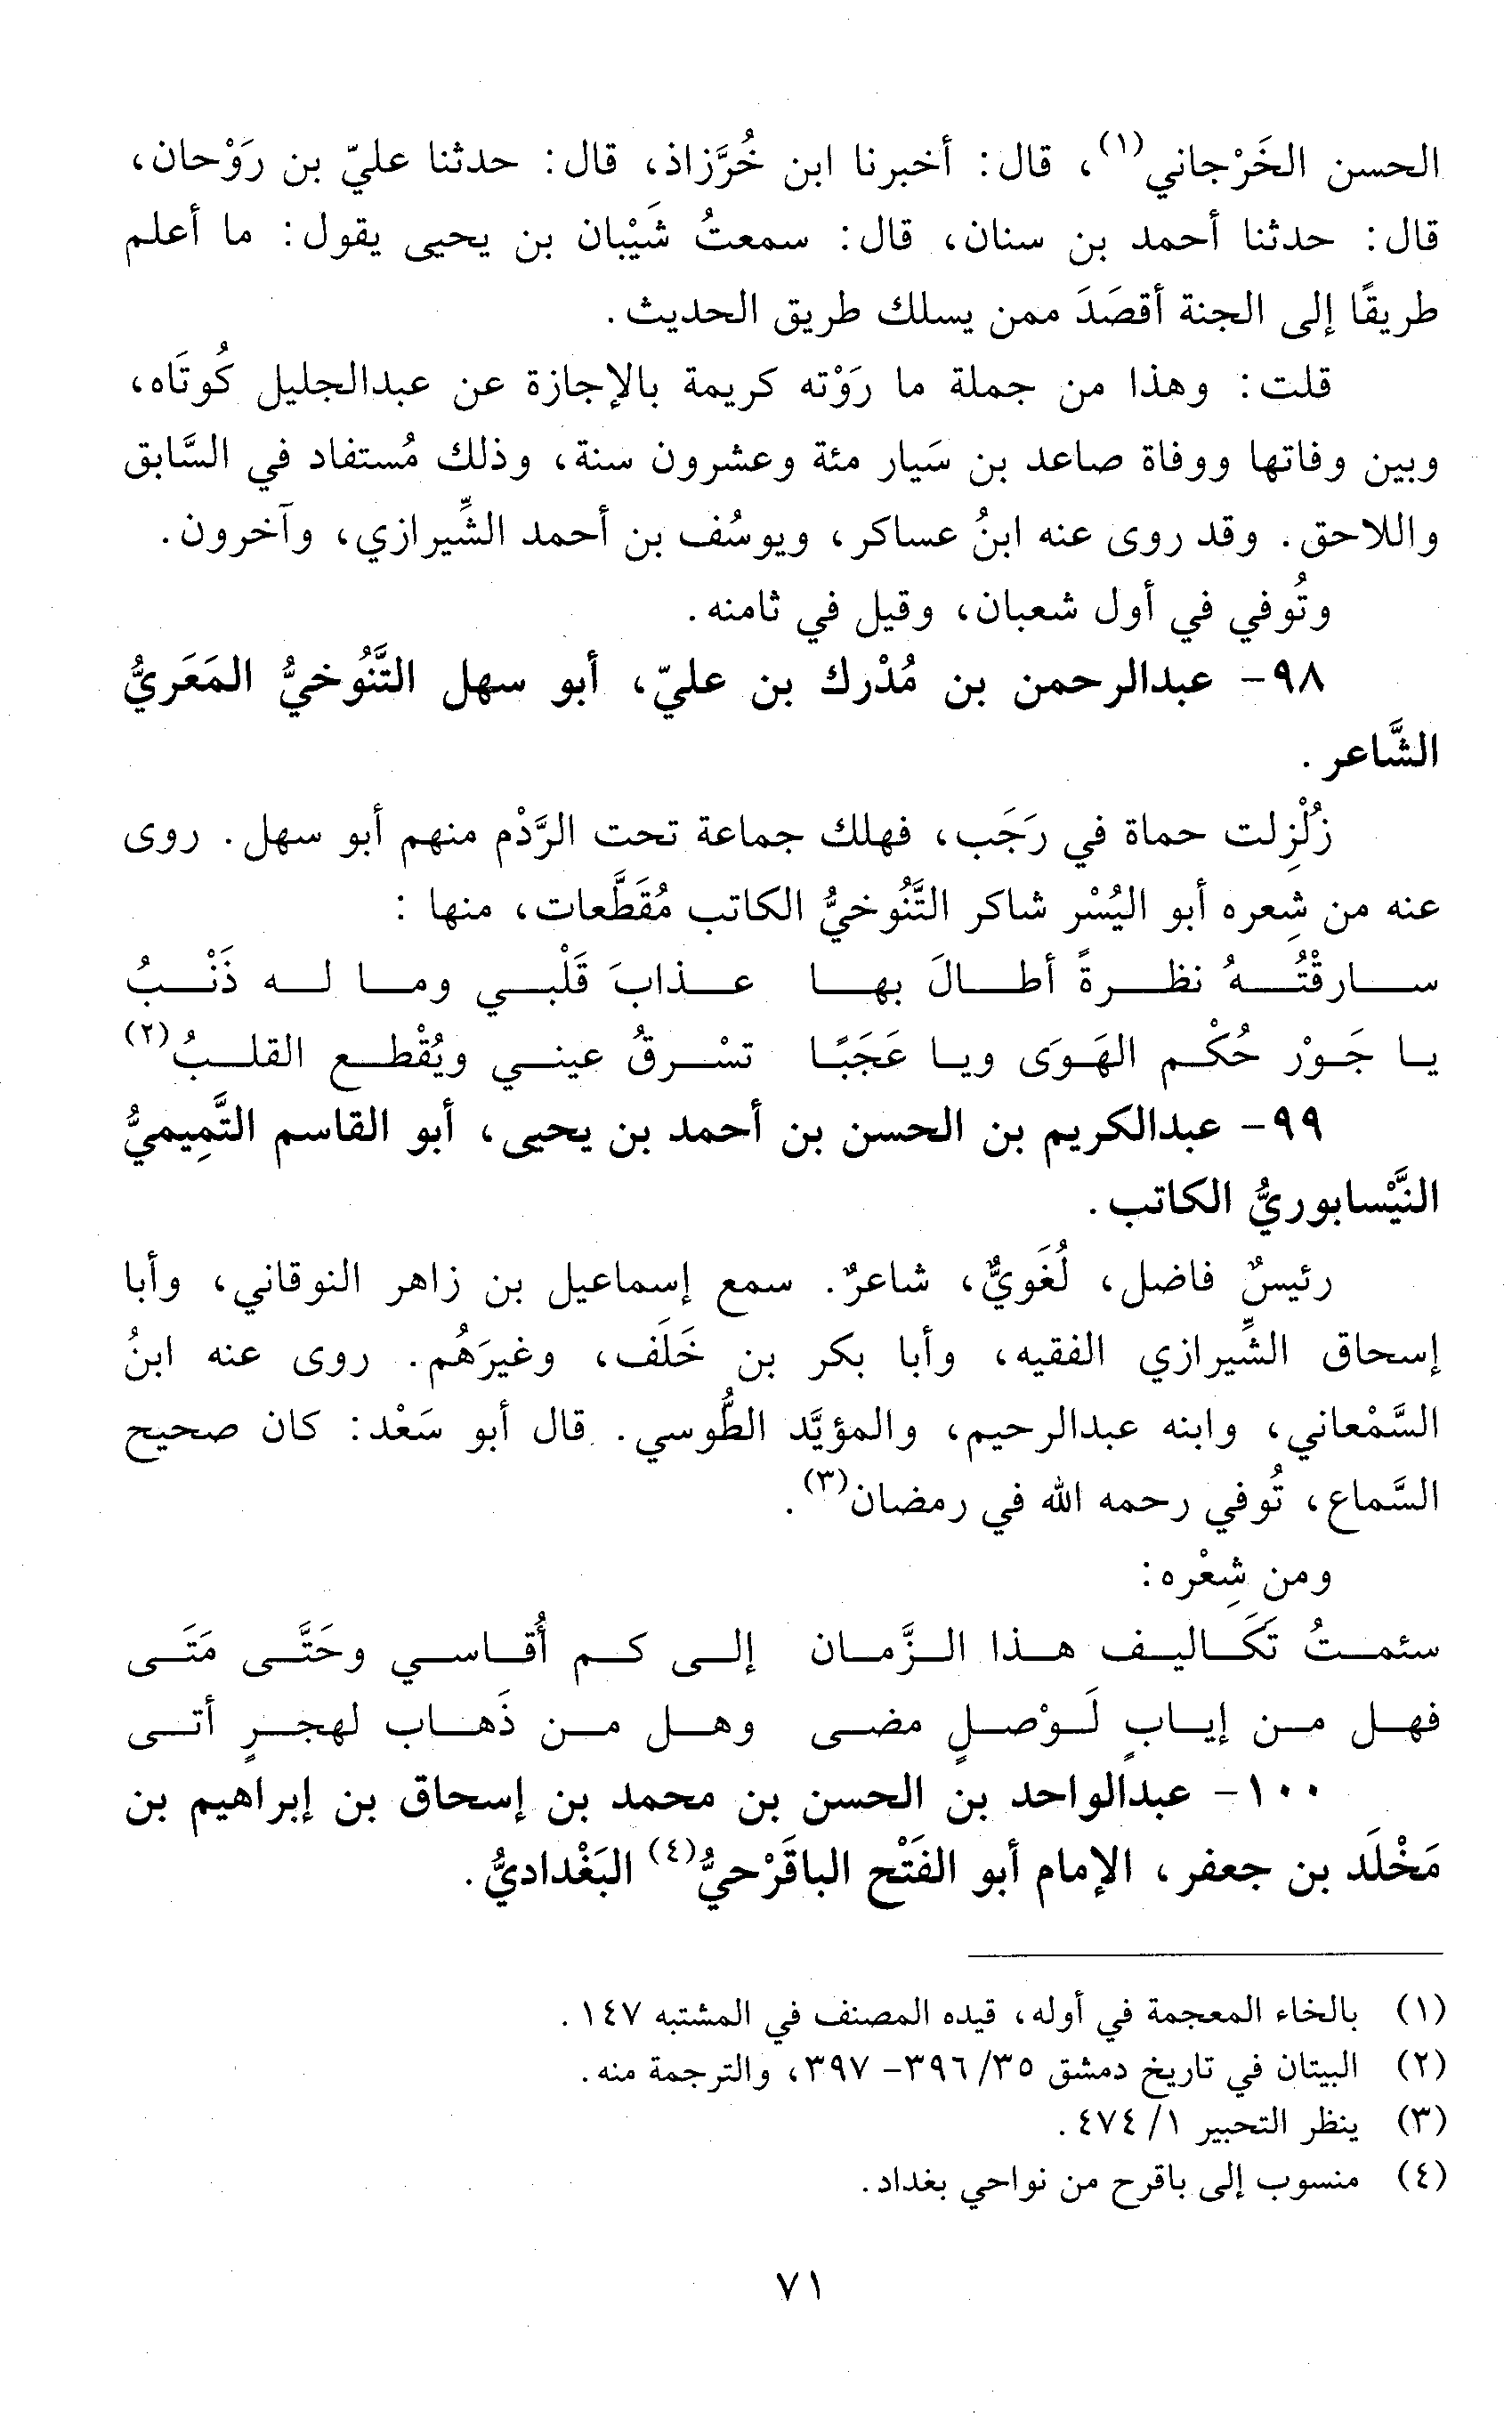 الحسن الخَرْجاني(١)، قال: أخبرنا ابن خُرَّزاذ، قال: حدثنا عليّ بن رَوْحان،
قال: حدثنا أحمد بن سنان، قال: سمعتُ شَيْبان بن يحيى يقول: ما أعلم
طريقًا إلى الجنة أقصَدَ ممن يسلك طريق الحديث.
قلت: وهذا من جملة ما رَوْته كريمة بالإجازة عن عبدالجليل كُوتَاه،
وبين وفاتها ووفاة صاعد بن سَيار مئة وعشرون سنة، وذلك مُستفاد في السَّابق
واللاحق. وقد روى عنه ابنُ عساكر، ويوسُف بن أحمد الشِّيرازي، وآخرون.
وتُوفي في أول شعبان، وقيل في ثامنه.
٩٨- عبدالرحمن بن مُدْرك بن عليّ، أبو سهل التَّنُوخيُّ المَعَريُّ
الشَّاعر.
زُلْزِلت حماة في رَجَب، فهلك جماعة تحت الرَّدْم منهم أبو سهل. روى
عنه من شِعره أبو اليُسْر شاكر التَّنُوخيُّ الكاتب مُقَطَّعات، منها:
سارقْتُهُ نظرةً أطالَ بها عذابَ قَلْبي وما له ذَنْبُ
يا جَوْر حُكْم الهَوَى ويا عَجَبًا تسْرقُ عيني ويُقْطع القلبُ(٢)
٩٩- عبدالكريم بن الحسن بن أحمد بن يحيى، أبو القاسم التَّمِيميُّ
النَّيْسابوريُّ الكاتب.
رئيسٌ فاضل، لُغَويٌّ، شاعرٌ. سمع إسماعيل بن زاهر النوقاني، وأبا
إسحاق الشِّيرازي الفقيه، وأبا بكر بن خَلَف، وغيرَهُم. روى عنه ابنُ
السَّمْعاني، وابنه عبدالرحيم، والمؤيَّد الطُّوسي. قال أبو سَعْد: كان صحيح
السَّماع، تُوفي رحمه الله في رمضان(٣).
ومن شِعْره:
سئمتُ تَكَاليف هذا الزَّمان إلى كم أُقاسي وحَتَّى مَتَى
فهل من إيابٍ لَوْصلٍ مضى وهل من ذَهاب لهجرٍ أتى
١٠٠- عبدالواحد بن الحسن بن محمد بن إسحاق بن إبراهيم بن
مَخْلَد بن جعفر، الإمام أبو الفَتْح الباقَرْحيُّ(٤) البَغْداديُّ.
(١) بالخاء المعجمة في أوله، قيده المصنف في المشتبه ١٤٧.
(٢) البيتان في تاريخ دمشق ٣٥/ ٣٩٦- ٣٩٧، والترجمة منه.
(٣) ينظر التحبير ١/ ٤٧٤.
(٤) منسوب إلى باقرح من نواحي بغداد.
٧١